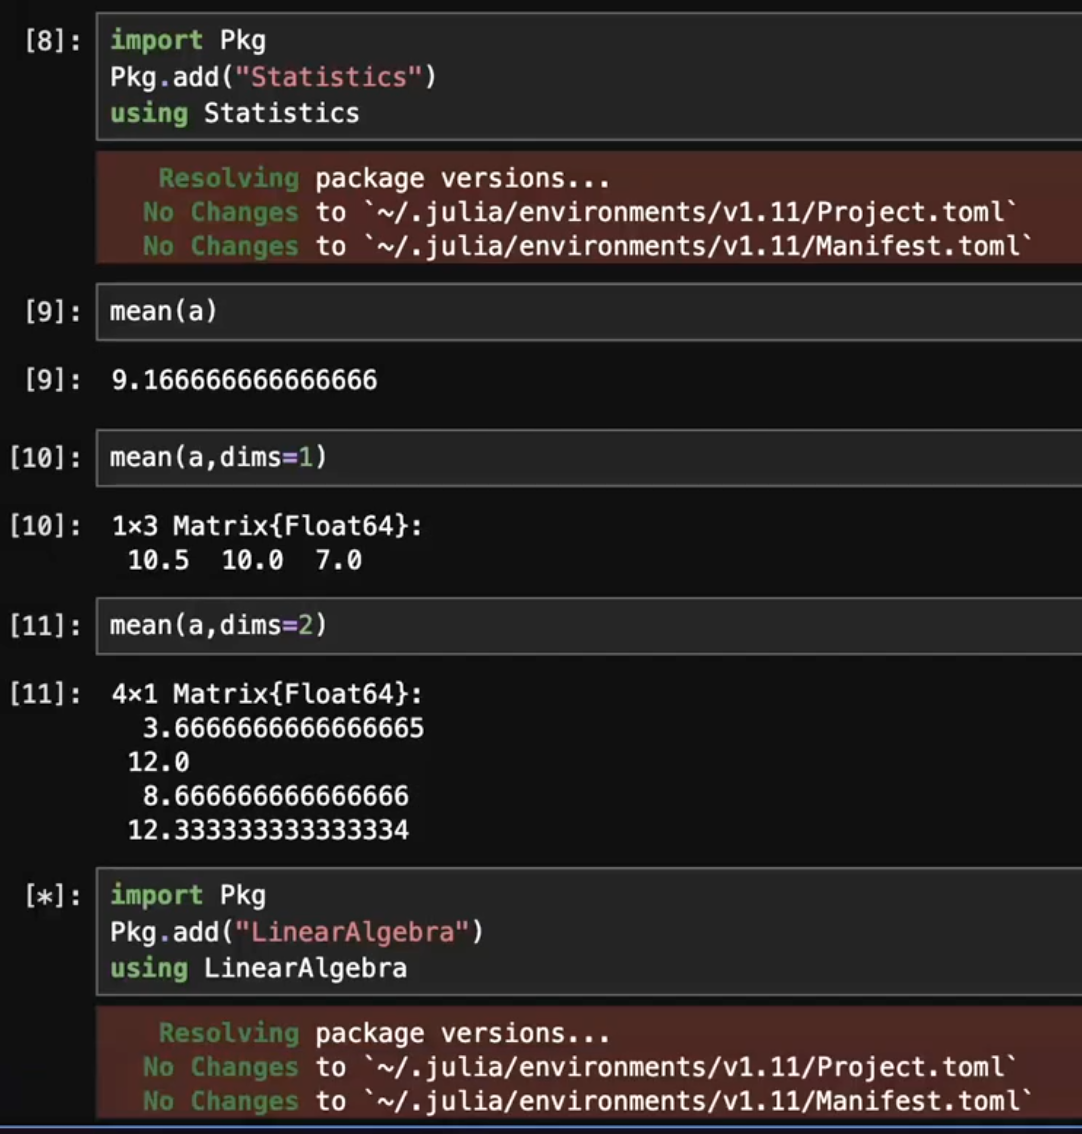 [8]: import Pkg
Pkg.add("Statistics")
using Statistics
Resolving package versions...
No Changes to `~/.julia/environments/v1.11/Project.toml`
No Changes to `~/.julia/environments/v1.11/Manifest.toml`
[9]: mean(a)
[9]: 9.166666666666666
[10]: mean(a,dims=1)
[10]: 1×3 Matrix{Float64}:
10.5  10.0  7.0
[11]: mean(a,dims=2)
[11]: 4×1 Matrix{Float64}:
3.6666666666666665
12.0
8.666666666666666
12.333333333333334
[*]: import Pkg
Pkg.add("LinearAlgebra")
using LinearAlgebra
Resolving package versions...
No Changes to `~/.julia/environments/v1.11/Project.toml`
No Changes to `~/.julia/environments/v1.11/Manifest.toml`